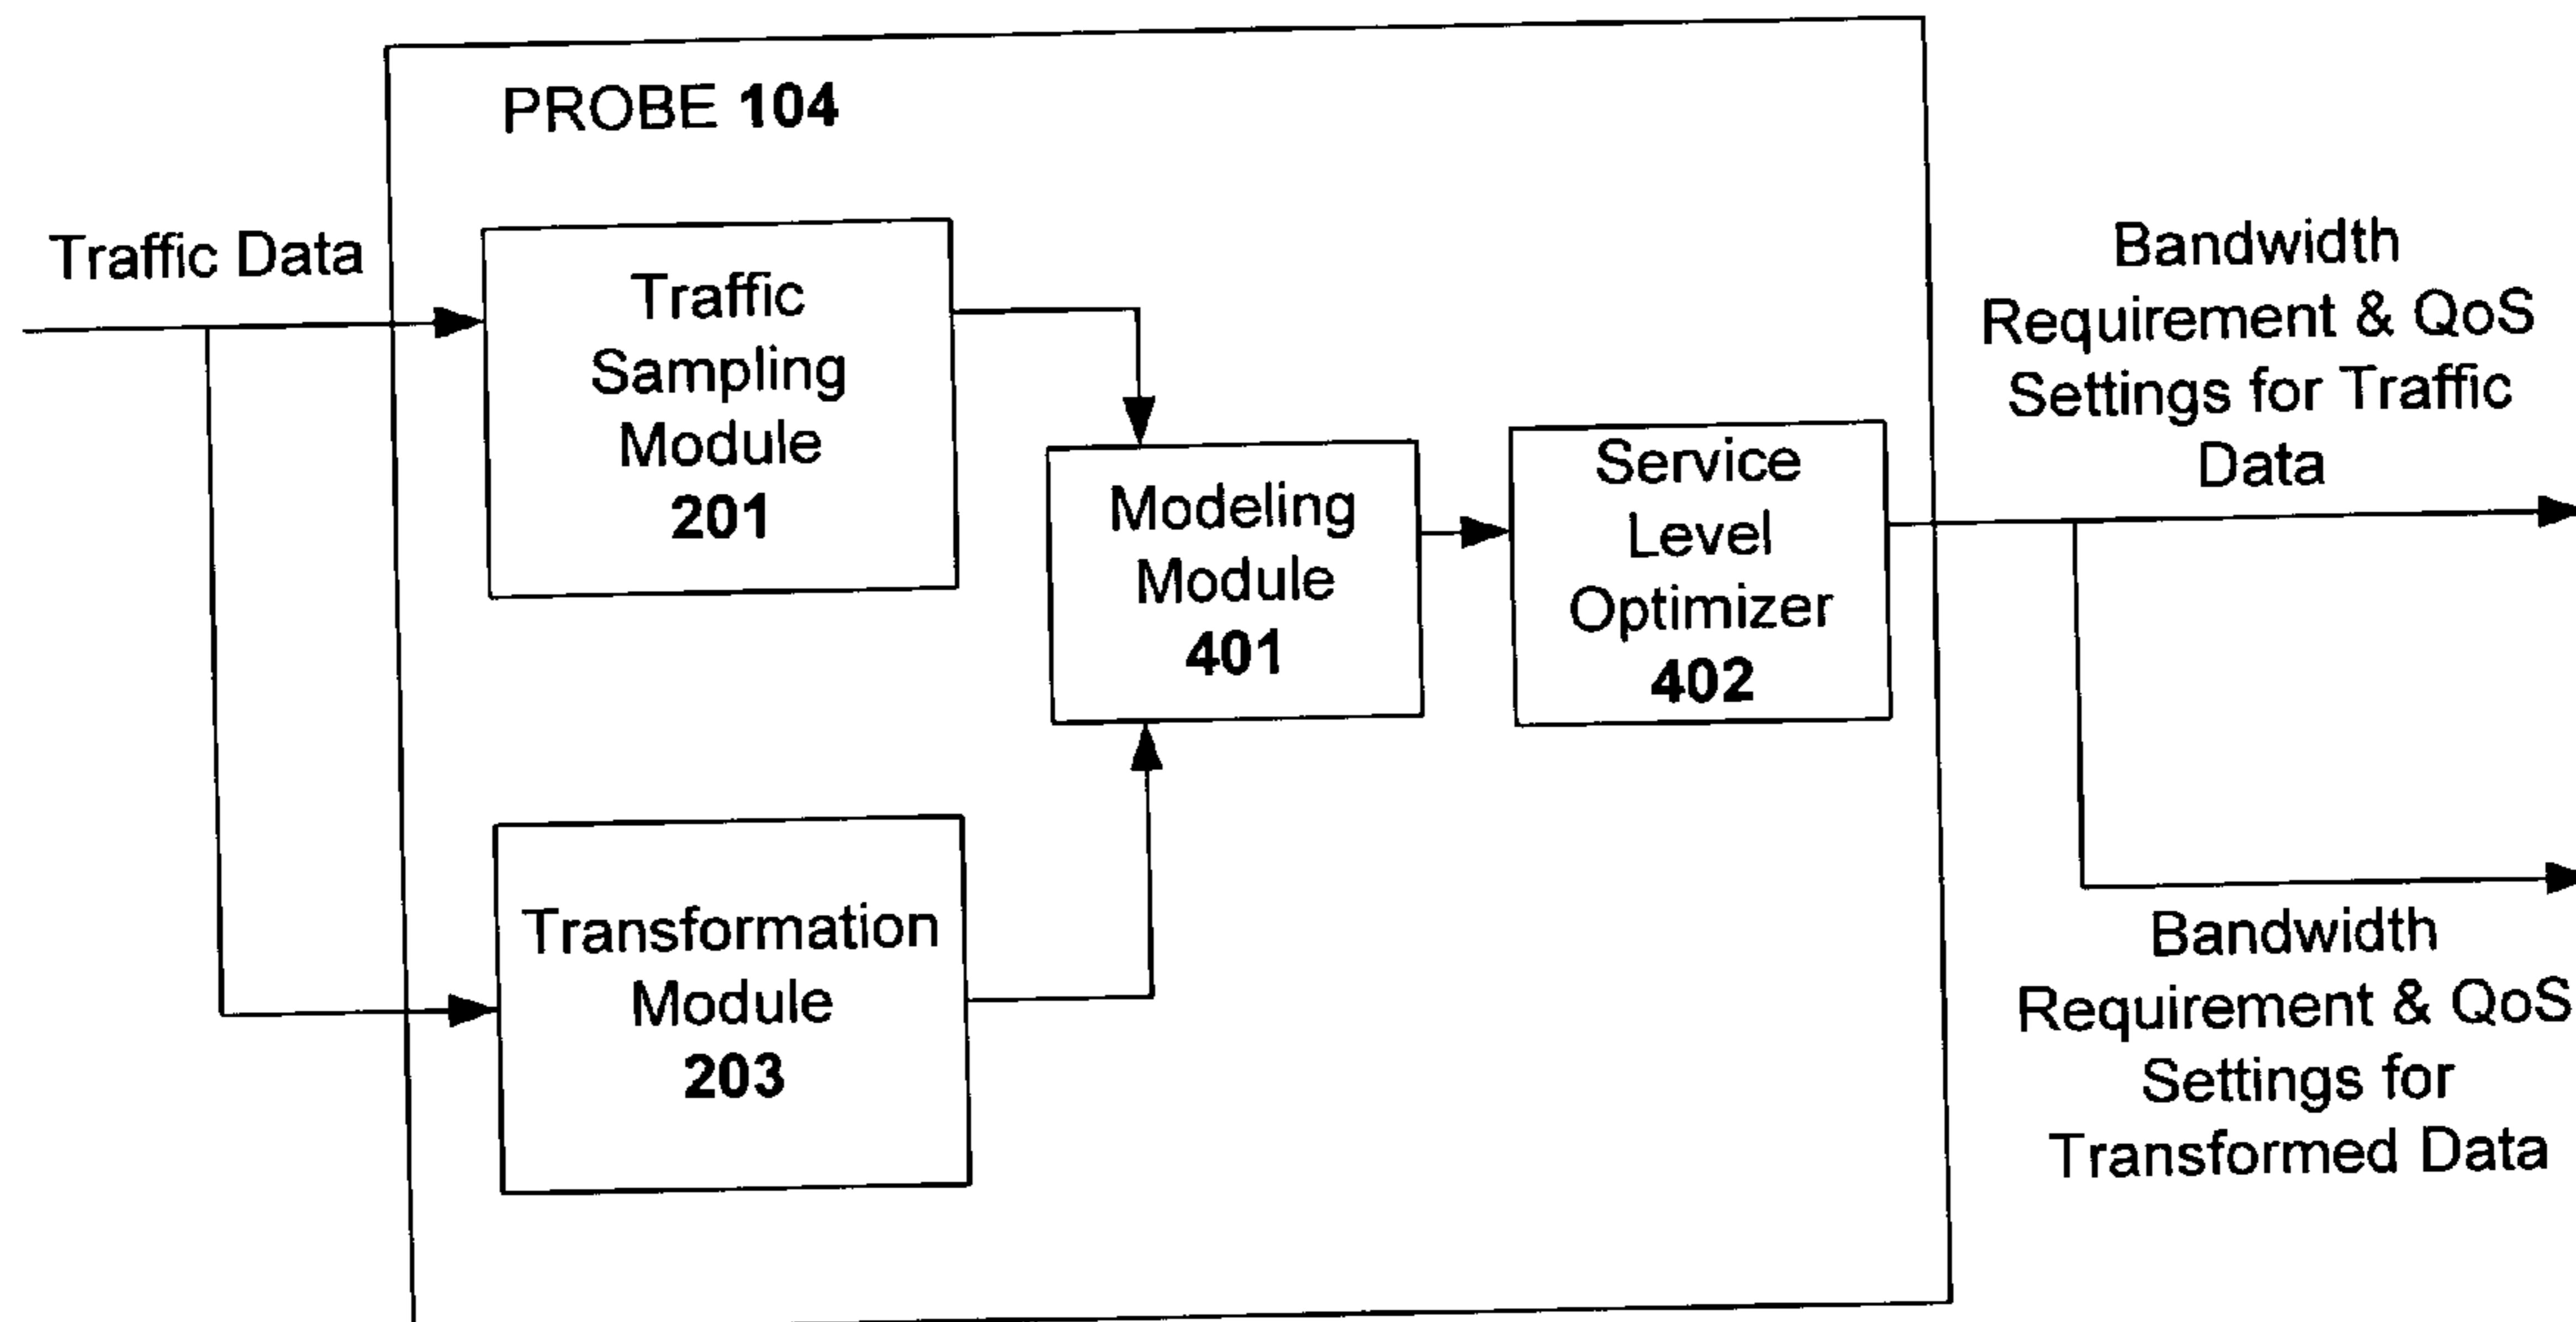 PROBE 104
Traffic Data
Traffic
Sampling
Module
201
Modeling
Module
401
Service
Level
Optimizer
402
Bandwidth
Requirement & QoS
Settings for Traffic
Data
Transformation
Module
203
Bandwidth
Requirement & QoS
Settings for
Transformed Data